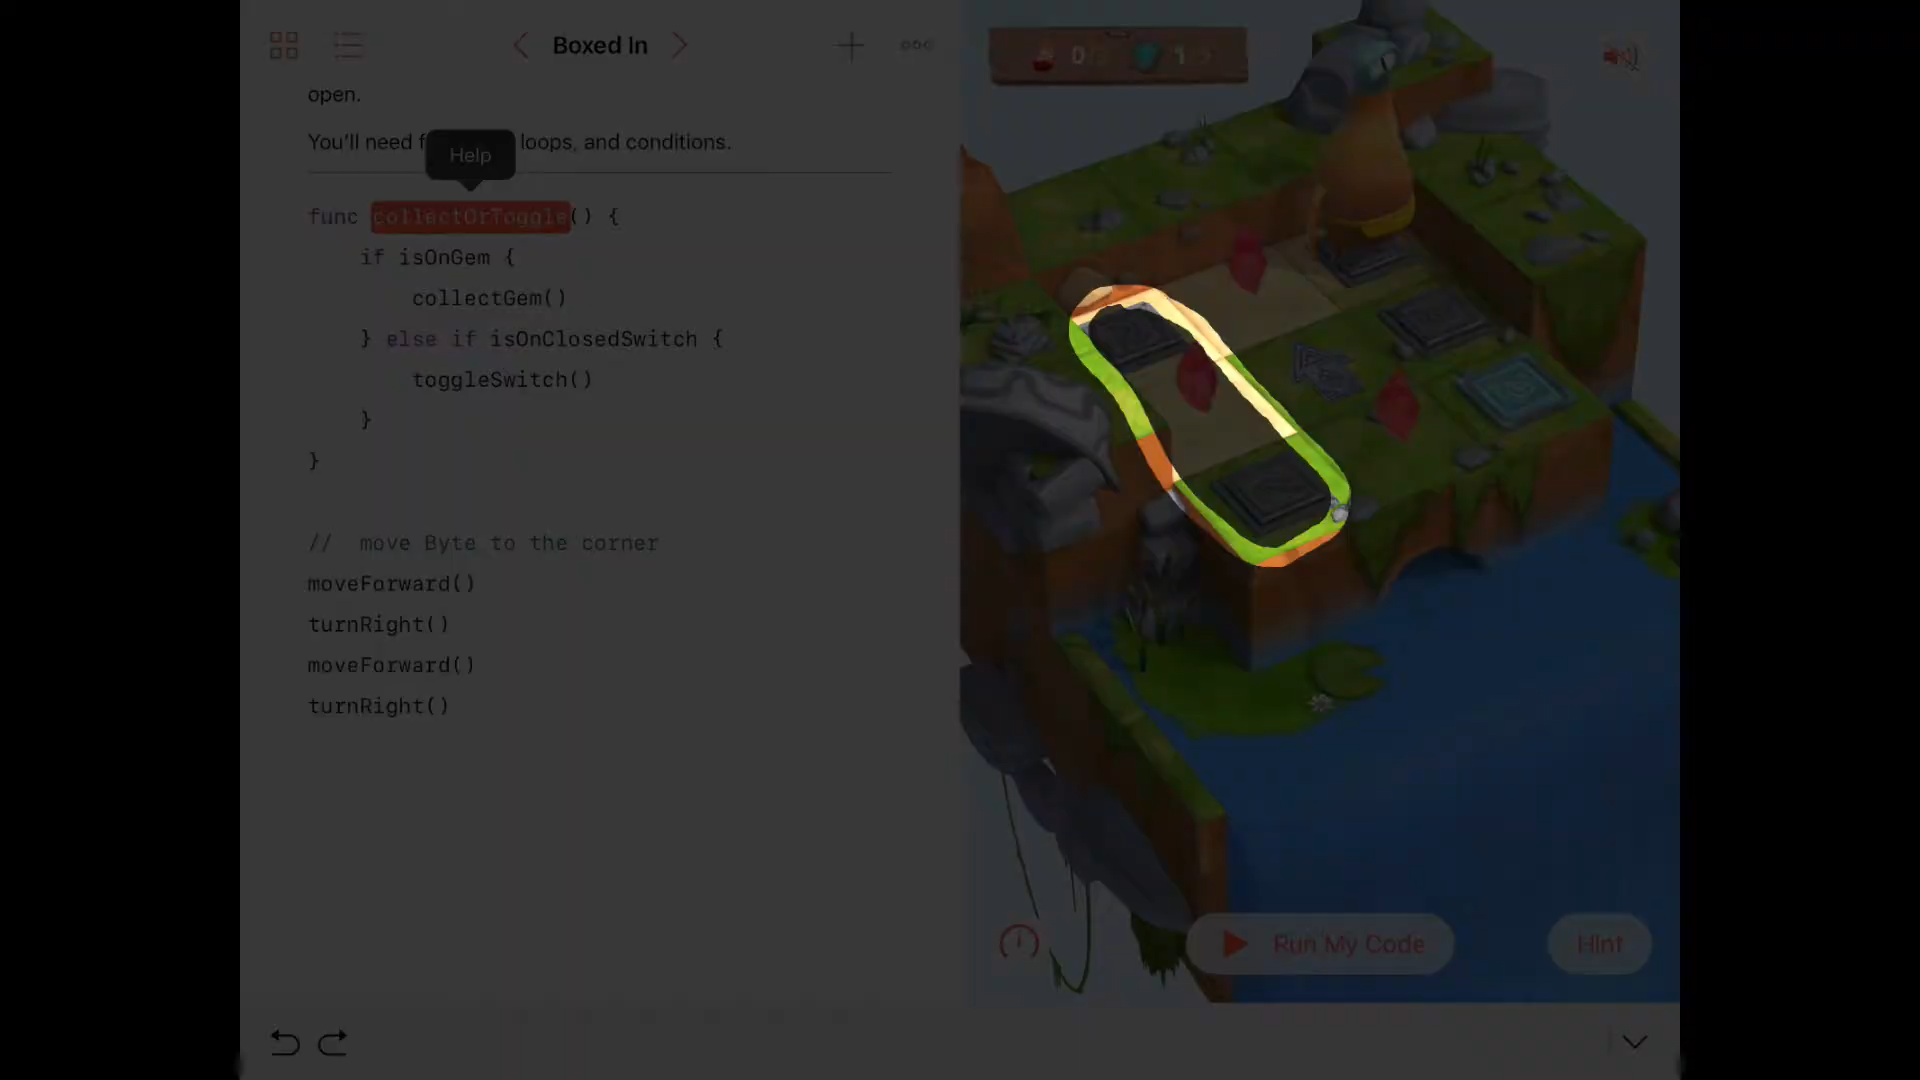 Boxed In
open.
You'll need f loops, and conditions.
Help
func collectOrToggle() {
if isOnGem {
collectGem()
} else if isOnClosedSwitch {
toggleSwitch()
}
}
// move Byte to the corner
moveForward()
turnRight()
moveForward()
turnRight()
0
1
Run My Code
Hint